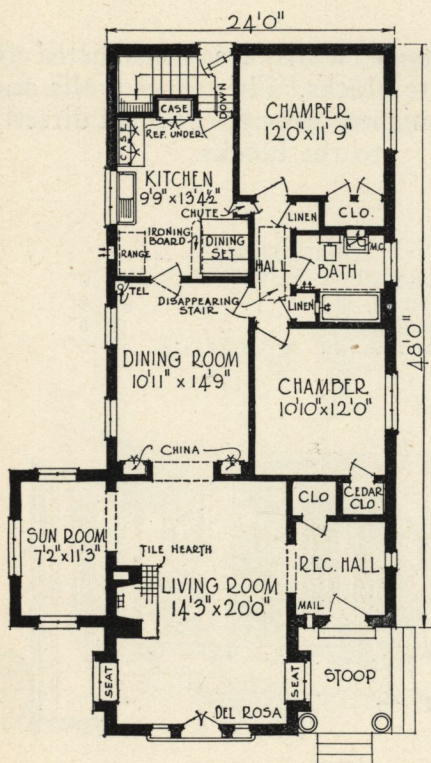 24'0"
CASE
REF. UNDER
CASE
DOWN
CHAMBER
12'0"x11'9"
KITCHEN
9'9"x13'4½"
CHUTE
LINEN
CLO.
IRONING
BOARD
DINING
SET
RANGE
HALL
BATH
M.C.
TEL
DISAPPEARING
STAIR
LINEN
48'0"
DINING ROOM
10'11" x 14'9"
CHAMBER
10'10"x12'0"
CHINA
CLO
CEDAR
CLO.
SUN ROOM
7'2"x11'3"
TILE HEARTH
LIVING ROOM
14'3"x20'0"
REC. HALL
MAIL
SEAT
SEAT
STOOP
DEL ROSA